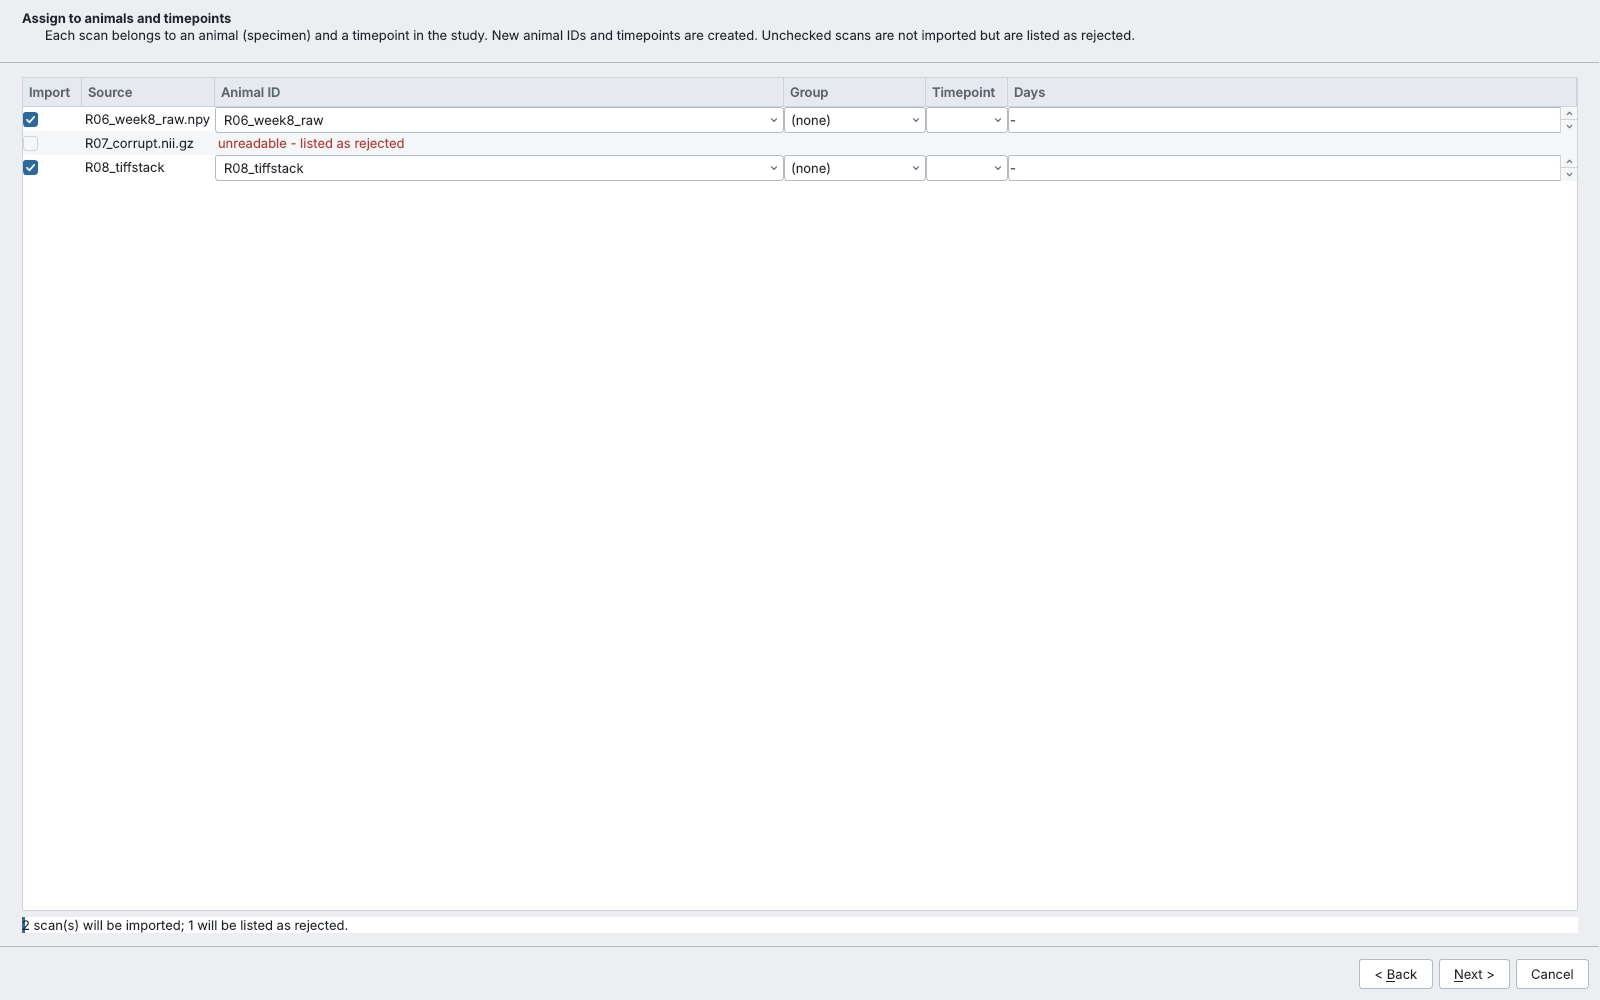 Assign to animals and timepoints
Each scan belongs to an animal (specimen) and a timepoint in the study. New animal IDs and timepoints are created. Unchecked scans are not imported but are listed as rejected.
Import Source Animal ID Group Timepoint Days
R06_week8_raw.npy R06_week8_raw (none) -
R07_corrupt.nii.gz unreadable - listed as rejected
R08_tiffstack R08_tiffstack (none) -
2 scan(s) will be imported; 1 will be listed as rejected.
< Back Next > Cancel